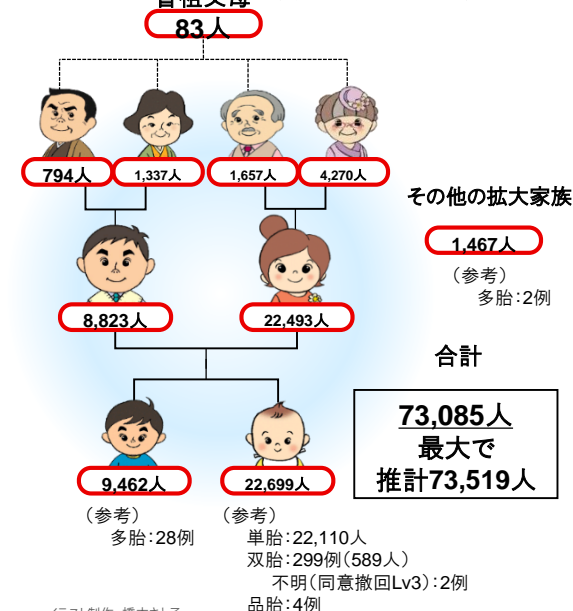 曽祖父母
83人
794人
1,337人
1,657人
4,270人
その他の拡大家族
1,467人
(参考)
多胎:2例
8,823人
22,493人
合計
73,085人
最大で
推計73,519人
9,462人
22,699人
(参考)
多胎:28例
(参考)
単胎:22,110人
双胎:299例(589人)
不明(同意撤回Lv3):2例
品胎:4例